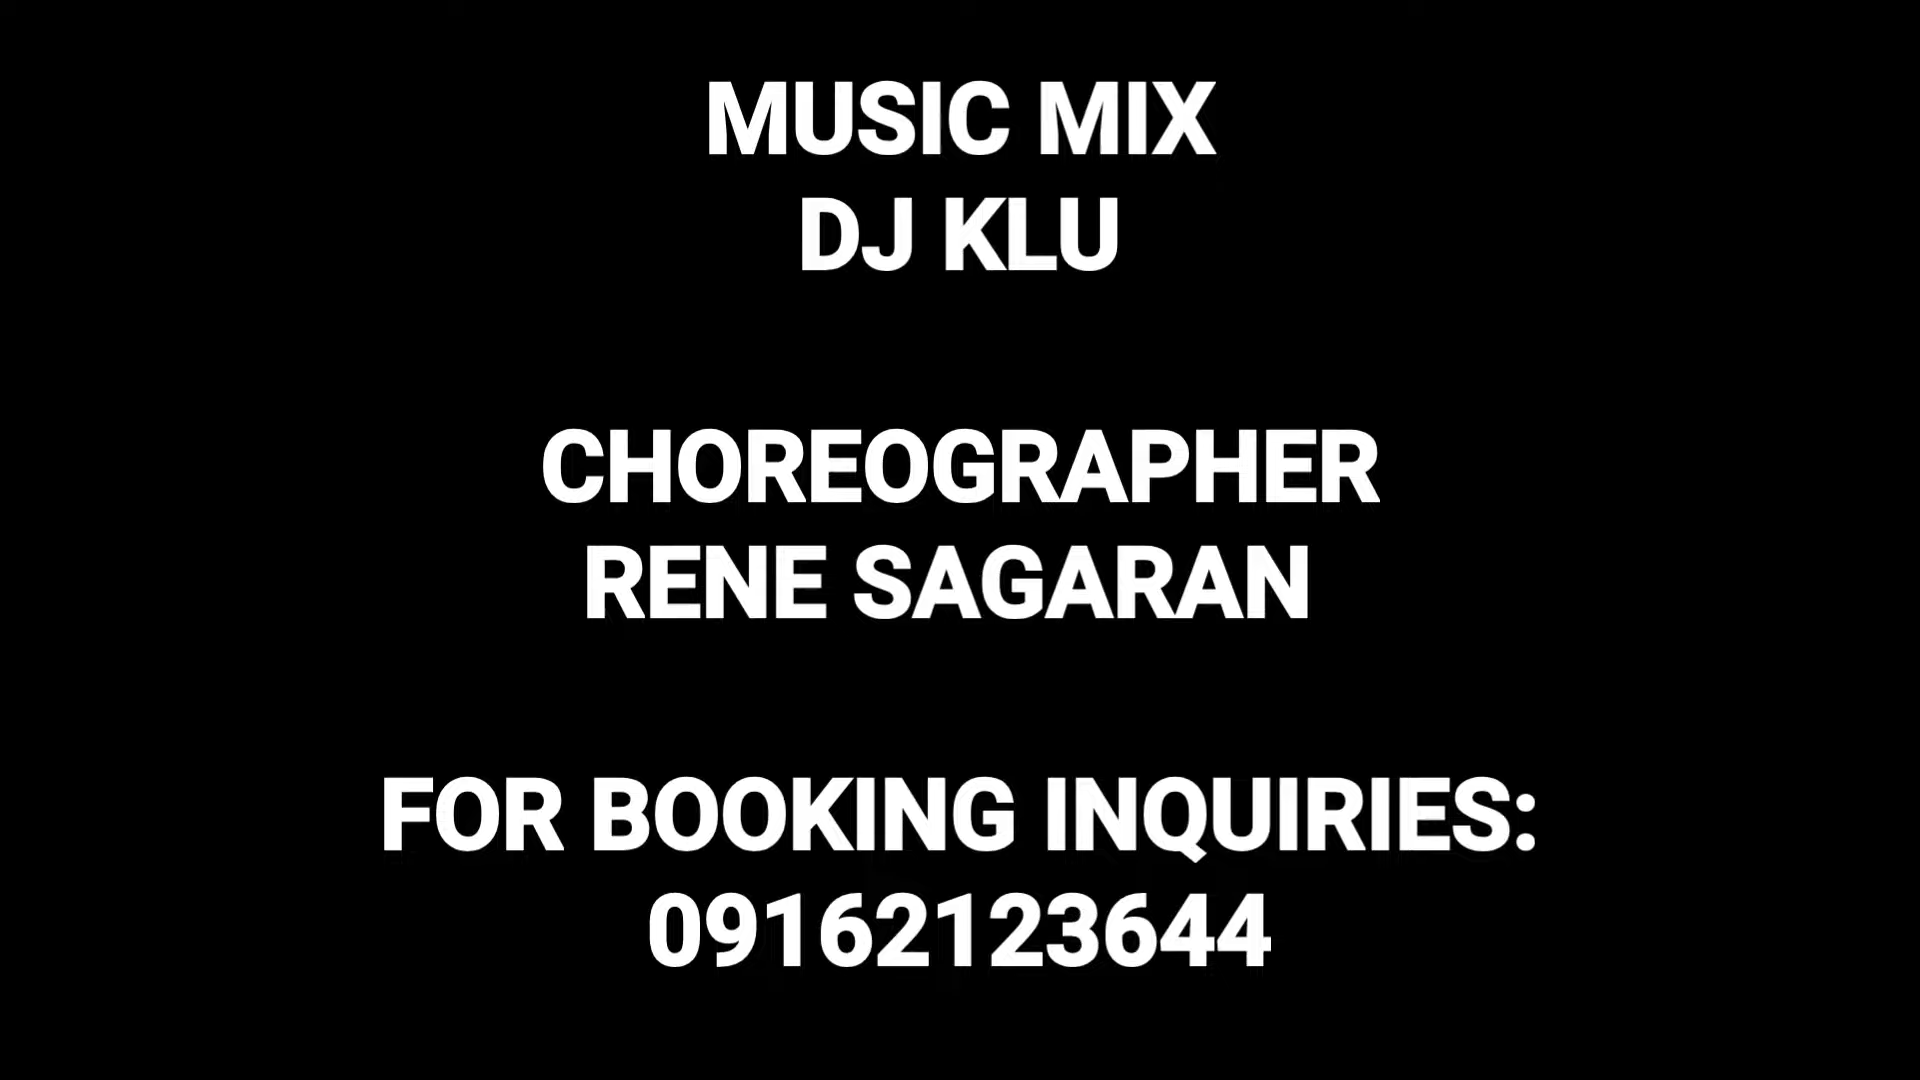 MUSIC MIX
DJ KLU
CHOREOGRAPHER
RENE SAGARAN
FOR BOOKING INQUIRIES:
09162123644